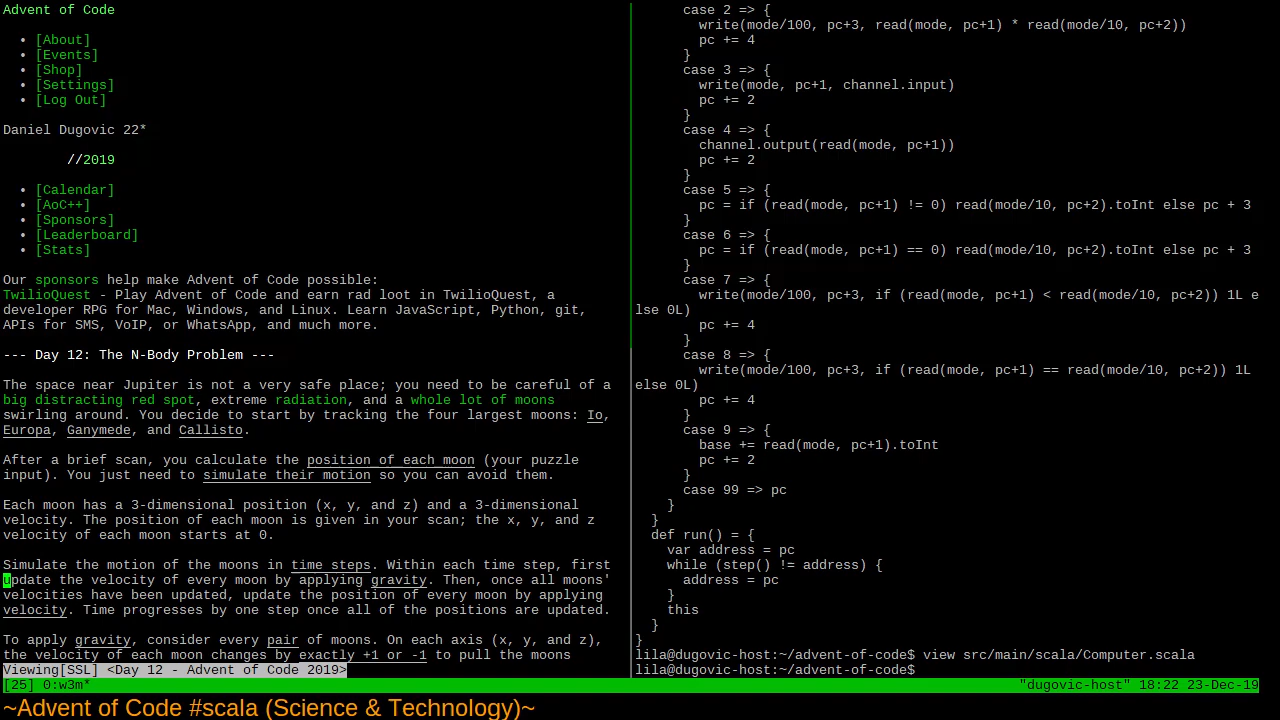 Advent of Code
• [About]
• [Events]
• [Shop]
• [Settings]
• [Log Out]
Daniel Dugovic 22*
//2019
• [Calendar]
• [AoC++]
• [Sponsors]
• [Leaderboard]
• [Stats]
Our sponsors help make Advent of Code possible:
TwilioQuest - Play Advent of Code and earn rad loot in TwilioQuest, a
developer RPG for Mac, Windows, and Linux. Learn JavaScript, Python, git,
APIs for SMS, VoIP, or WhatsApp, and much more.
--- Day 12: The N-Body Problem ---
The space near Jupiter is not a very safe place; you need to be careful of a
big distracting red spot, extreme radiation, and a whole lot of moons
swirling around. You decide to start by tracking the four largest moons: Io,
Europa, Ganymede, and Callisto.
After a brief scan, you calculate the position of each moon (your puzzle
input). You just need to simulate their motion so you can avoid them.
Each moon has a 3-dimensional position (x, y, and z) and a 3-dimensional
velocity. The position of each moon is given in your scan; the x, y, and z
velocity of each moon starts at 0.
Simulate the motion of the moons in time steps. Within each time step, first
update the velocity of every moon by applying gravity. Then, once all moons'
velocities have been updated, update the position of every moon by applying
velocity. Time progresses by one step once all of the positions are updated.
To apply gravity, consider every pair of moons. On each axis (x, y, and z),
the velocity of each moon changes by exactly +1 or -1 to pull the moons
Viewing[SSL] <Day 12 - Advent of Code 2019>
case 2 => {
write(mode/100, pc+3, read(mode, pc+1) * read(mode/10, pc+2))
pc += 4
}
case 3 => {
write(mode, pc+1, channel.input)
pc += 2
}
case 4 => {
channel.output(read(mode, pc+1))
pc += 2
}
case 5 => {
pc = if (read(mode, pc+1) != 0) read(mode/10, pc+2).toInt else pc + 3
}
case 6 => {
pc = if (read(mode, pc+1) == 0) read(mode/10, pc+2).toInt else pc + 3
}
case 7 => {
write(mode/100, pc+3, if (read(mode, pc+1) < read(mode/10, pc+2)) 1L e
lse 0L)
pc += 4
}
case 8 => {
write(mode/100, pc+3, if (read(mode, pc+1) == read(mode/10, pc+2)) 1L
else 0L)
pc += 4
}
case 9 => {
base += read(mode, pc+1).toInt
pc += 2
}
case 99 => pc
}
}
def run() = {
var address = pc
while (step() != address) {
address = pc
}
this
}
}
lila@dugovic-host:~/advent-of-code$ view src/main/scala/Computer.scala
lila@dugovic-host:~/advent-of-code$
[25] 0:w3m*
"dugovic-host" 18:22 23-Dec-19
~Advent of Code #scala (Science & Technology)~